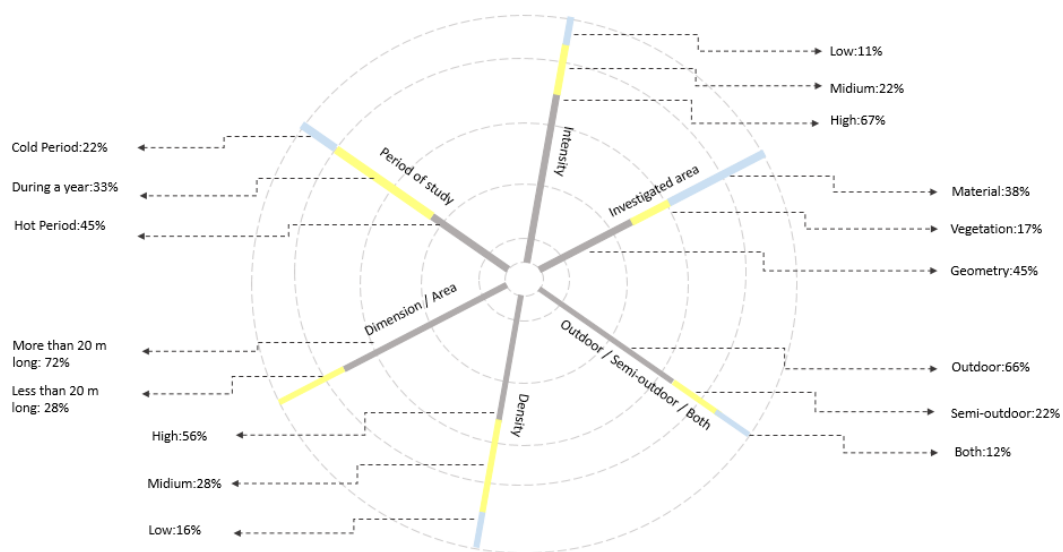 Low:11%
Midium:22%
High:67%
Intensity
Cold Period:22%
During a year:33%
Hot Period:45%
Period of study
Investigated area
Material:38%
Vegetation:17%
Geometry:45%
Dimension / Area
More than 20 m
long: 72%
Less than 20 m
long: 28%
Outdoor / Semi-outdoor / Both
Outdoor:66%
Semi-outdoor:22%
Both:12%
Density
High:56%
Midium:28%
Low:16%